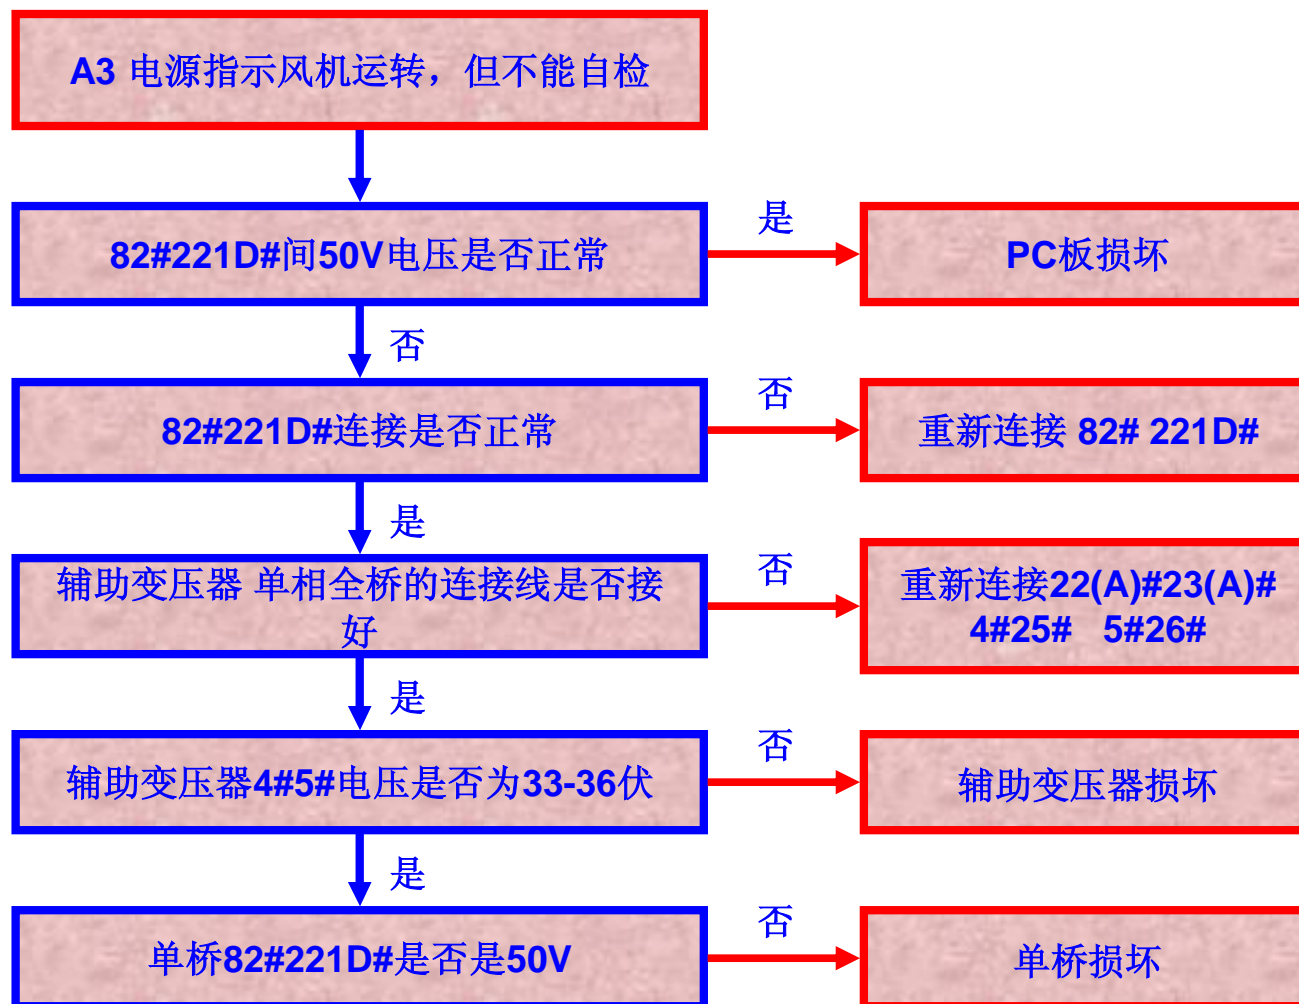 A3 电源指示风机运转，但不能自检
82#221D#间50V电压是否正常
是
PC板损坏
否
82#221D#连接是否正常
否
重新连接 82# 221D#
是
辅助变压器 单相全桥的连接线是否接
好
否
重新连接22(A)#23(A)#
4#25# 5#26#
是
辅助变压器4#5#电压是否为33-36伏
否
辅助变压器损坏
是
单桥82#221D#是否是50V
否
单桥损坏